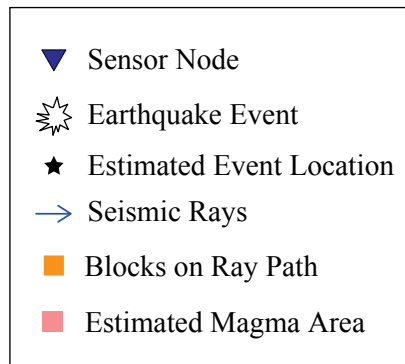 Sensor Node
Earthquake Event
Estimated Event Location
Seismic Rays
Blocks on Ray Path
Estimated Magma Area